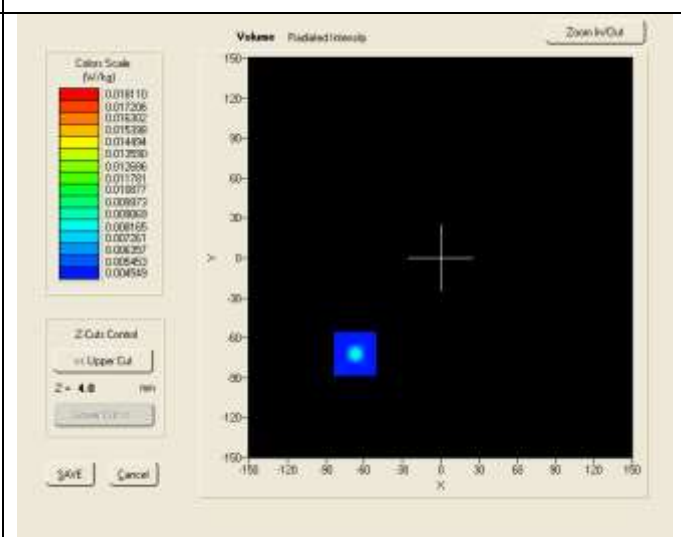 Volume Radiated Intensity
Zoom In/Out
Colors Scale
(W/kg)
0.018110
0.017206
0.016302
0.015398
0.014494
0.013590
0.012686
0.011781
0.010877
0.009973
0.009069
0.008165
0.007261
0.006357
0.005453
0.004549
150
120
90
60
30
0
-30
-60
-90
-120
-150
Y
-150 -120 -90 -60 -30 0 30 60 90 120 150
X
Z Cuts Control
<< Upper Cut
Z = 4.0 mm
SAVE
Cancel